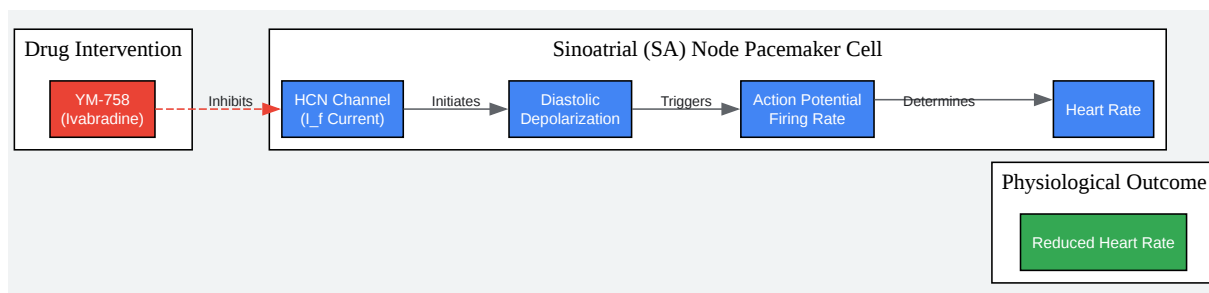 Drug Intervention
Sinoatrial (SA) Node Pacemaker Cell
YM-758
(Ivabradine)
Inhibits
HCN Channel
(I_f Current)
Initiates
Diastolic
Depolarization
Triggers
Action Potential
Firing Rate
Determines
Heart Rate
Physiological Outcome
Reduced Heart Rate